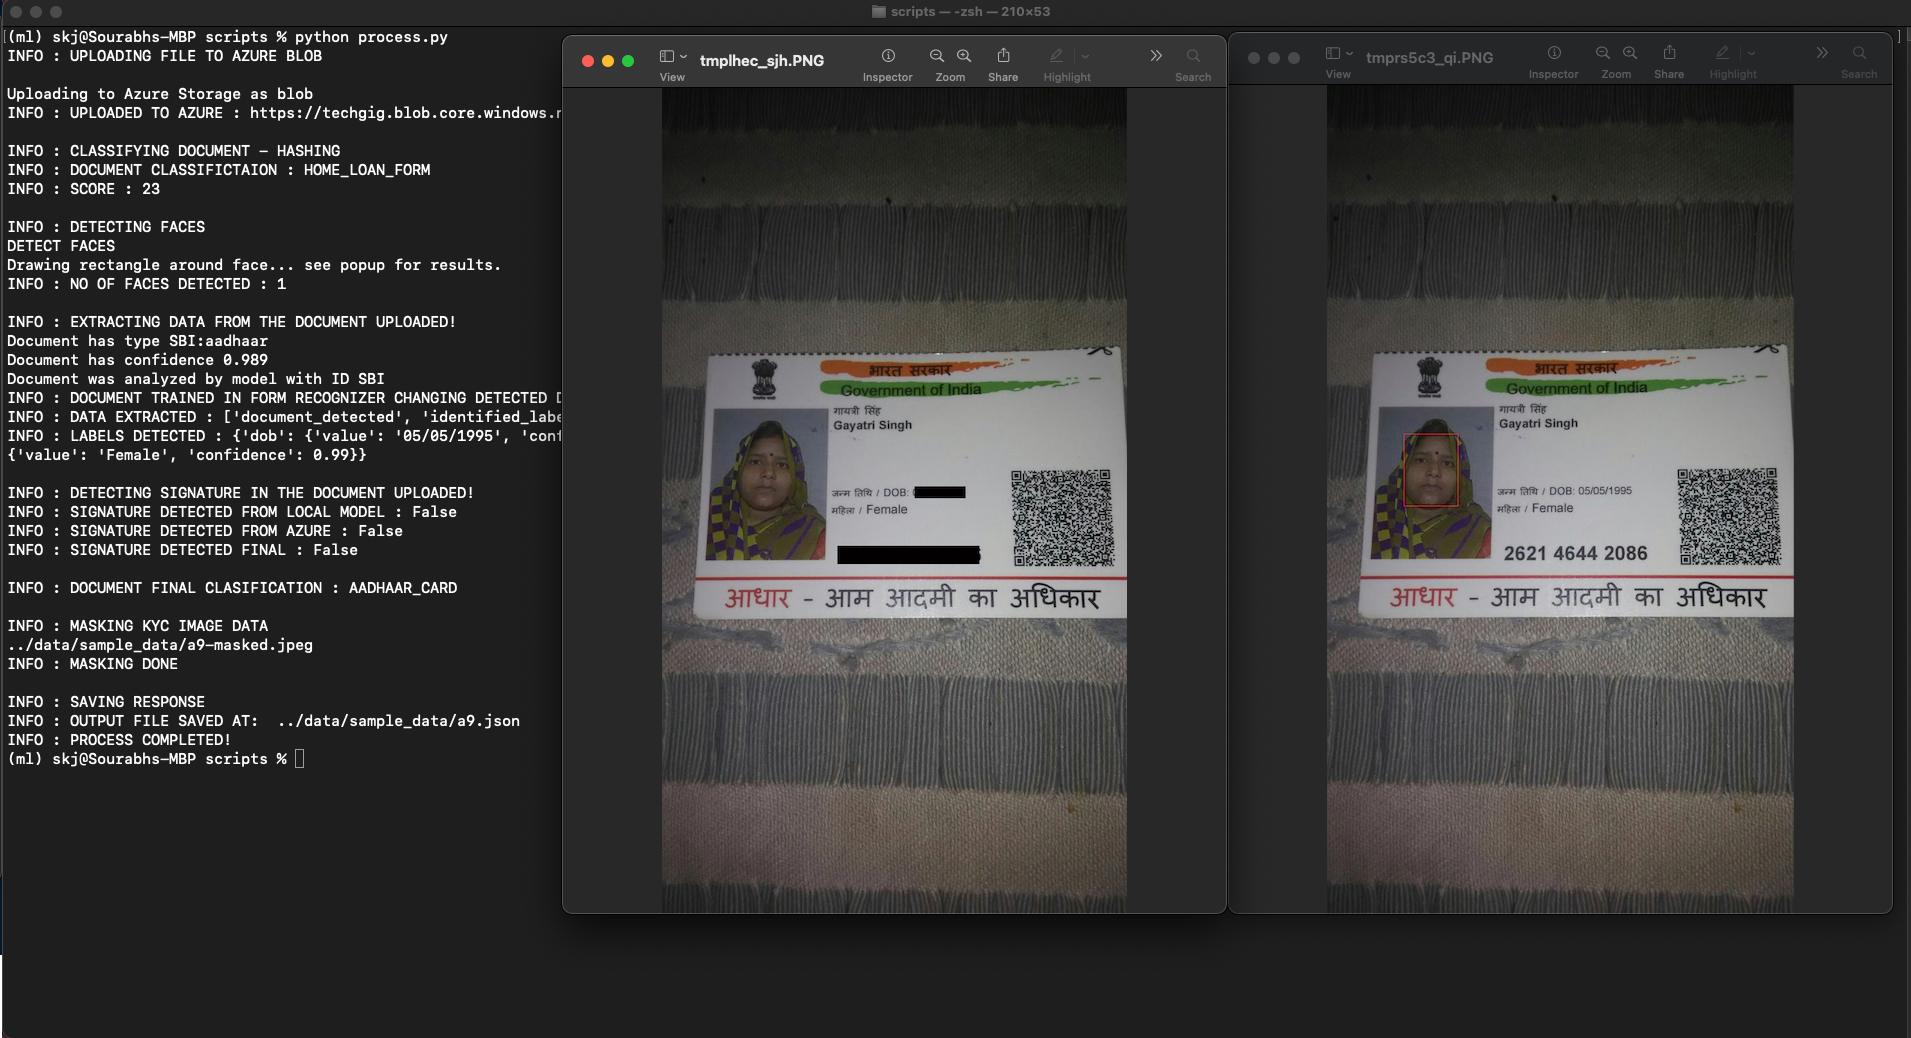 scripts — -zsh — 210×53
(ml) skj@Sourabhs-MBP scripts % python process.py
INFO : UPLOADING FILE TO AZURE BLOB
Uploading to Azure Storage as blob
INFO : UPLOADED TO AZURE : https://techgig.blob.core.windows.
INFO : CLASSIFYING DOCUMENT - HASHING
INFO : DOCUMENT CLASSIFICTAION : HOME_LOAN_FORM
INFO : SCORE : 23
INFO : DETECTING FACES
DETECT FACES
Drawing rectangle around face... see popup for results.
INFO : NO OF FACES DETECTED : 1
INFO : EXTRACTING DATA FROM THE DOCUMENT UPLOADED!
Document has type SBI:aadhaar
Document has confidence 0.989
Document was analyzed by model with ID SBI
INFO : DOCUMENT TRAINED IN FORM RECOGNIZER CHANGING DETECTED D
INFO : DATA EXTRACTED : ['document_detected', 'identified_labe
INFO : LABELS DETECTED : {'dob': {'value': '05/05/1995', 'conf
{'value': 'Female', 'confidence': 0.99}}
INFO : DETECTING SIGNATURE IN THE DOCUMENT UPLOADED!
INFO : SIGNATURE DETECTED FROM LOCAL MODEL : False
INFO : SIGNATURE DETECTED FROM AZURE : False
INFO : SIGNATURE DETECTED FINAL : False
INFO : DOCUMENT FINAL CLASIFICATION : AADHAAR_CARD
INFO : MASKING KYC IMAGE DATA
../data/sample_data/a9-masked.jpeg
INFO : MASKING DONE
INFO : SAVING RESPONSE
INFO : OUTPUT FILE SAVED AT:  ../data/sample_data/a9.json
INFO : PROCESS COMPLETED!
(ml) skj@Sourabhs-MBP scripts %
tmplhec_sjh.PNG
View Inspector Zoom Share Highlight Search
भारत सरकार
Government of India
गायत्री सिंह
Gayatri Singh
जन्म तिथि / DOB:
महिला / Female
आधार - आम आदमी का अधिकार
tmprs5c3_qi.PNG
View Inspector Zoom Share Highlight Search
भारत सरकार
Government of India
गायत्री सिंह
Gayatri Singh
जन्म तिथि / DOB: 05/05/1995
महिला / Female
2621 4644 2086
आधार - आम आदमी का अधिकार